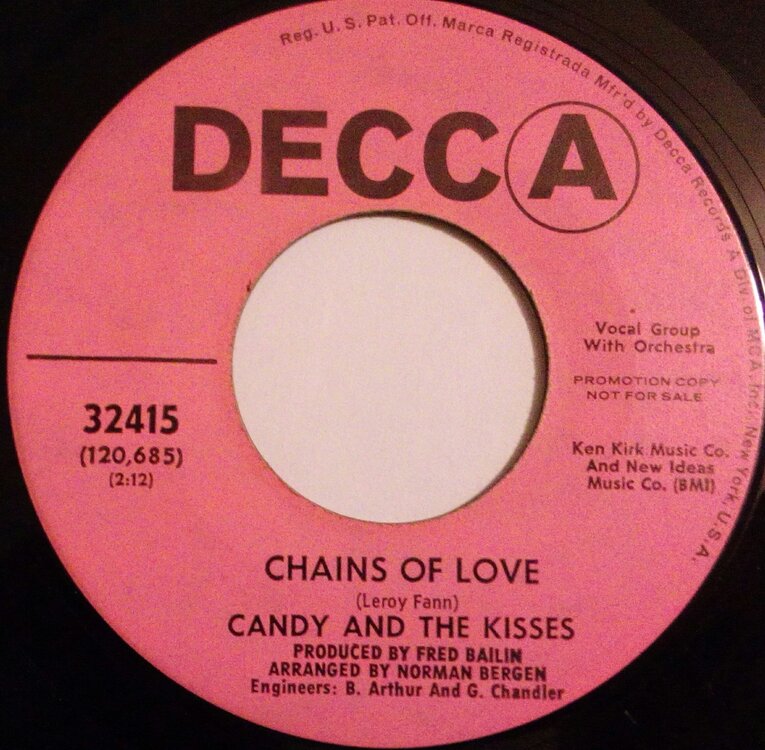 Reg. U.S. Pat. Off. Marca Registrada Mfr'd by Decca Records A Div of MCA Inc. New York, U.S.A.
DECCA
Vocal Group
With Orchestra
PROMOTION COPY
NOT FOR SALE
32415
(120,685)
(2:12)
Ken Kirk Music Co.
And New Ideas
Music Co. (BMI)
CHAINS OF LOVE
(Leroy Fann)
CANDY AND THE KISSES
PRODUCED BY FRED BAILIN
ARRANGED BY NORMAN BERGEN
Engineers: B. Arthur And G. Chandler